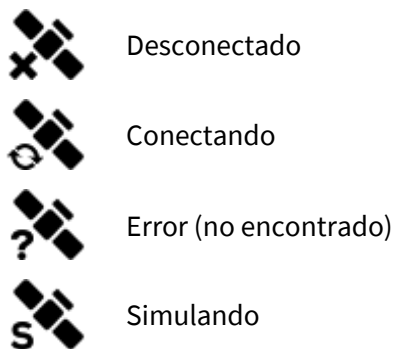 Desconectado
Conectando
? Error (no encontrado)
S Simulando